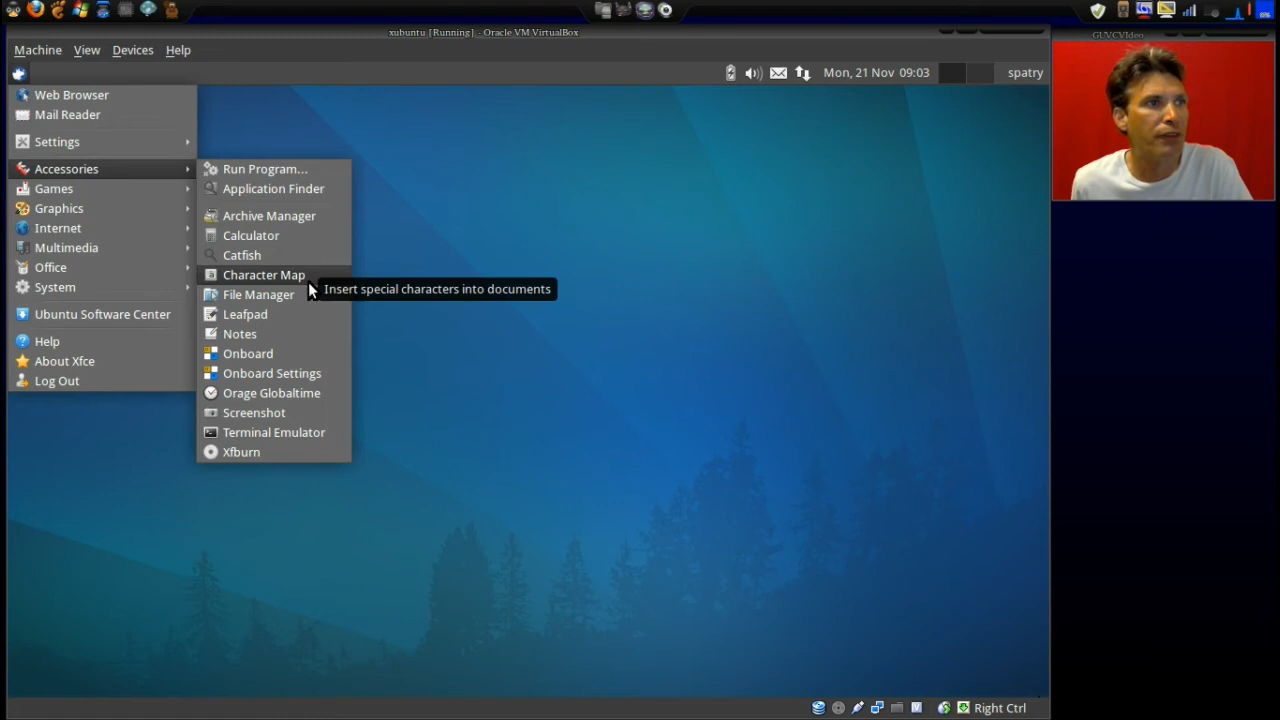 xubuntu [Running] - Oracle VM VirtualBox
GUVCVideo
Machine View Devices Help
Mon, 21 Nov 09:03 spatry
Web Browser
Mail Reader
Settings
Accessories
Games
Graphics
Internet
Multimedia
Office
System
Ubuntu Software Center
Help
About Xfce
Log Out
Run Program...
Application Finder
Archive Manager
Calculator
Catfish
Character Map
File Manager
Leafpad
Notes
Onboard
Onboard Settings
Orage Globaltime
Screenshot
Terminal Emulator
Xfburn
Insert special characters into documents
Right Ctrl